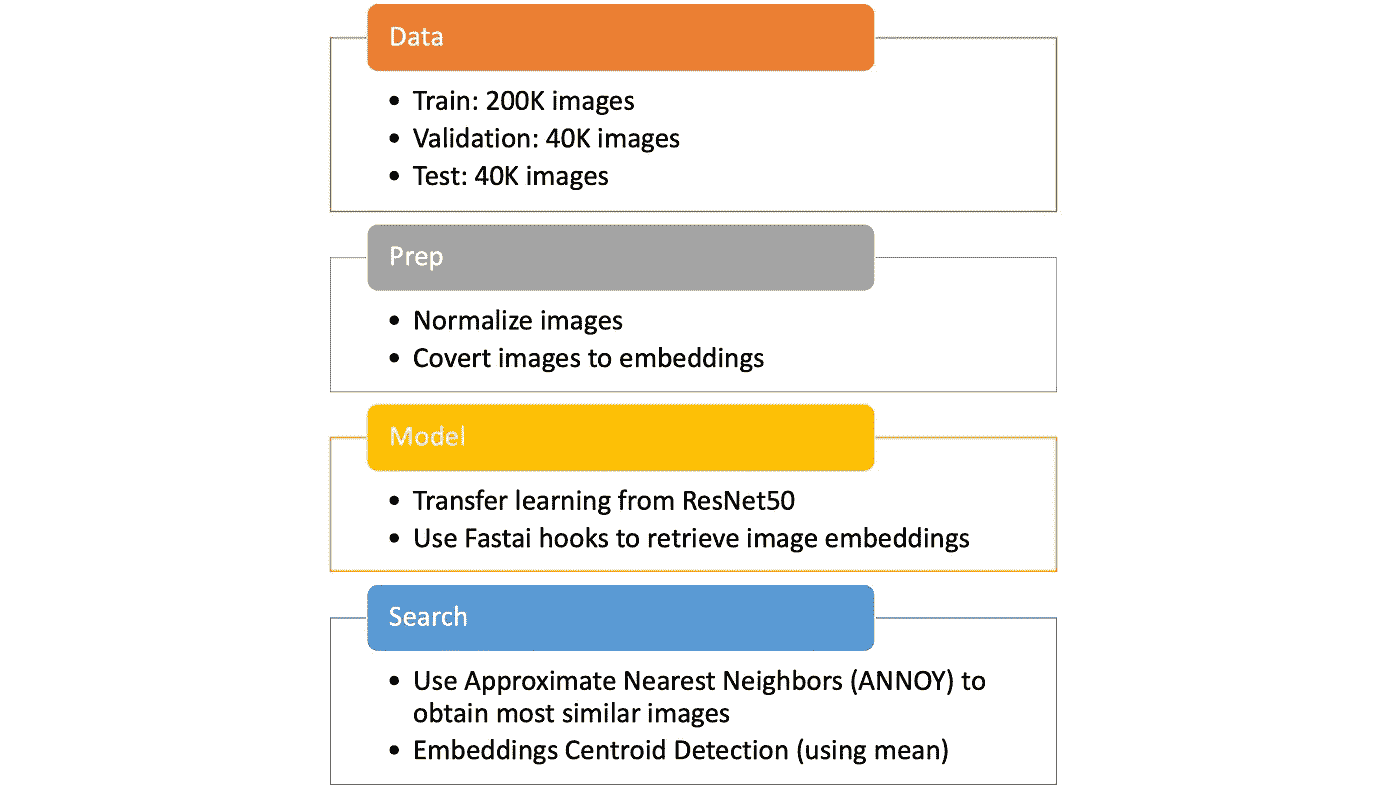 Data
• Train: 200K images
• Validation: 40K images
• Test: 40K images
Prep
• Normalize images
• Covert images to embeddings
Model
• Transfer learning from ResNet50
• Use Fastai hooks to retrieve image embeddings
Search
• Use Approximate Nearest Neighbors (ANNOY) to
obtain most similar images
• Embeddings Centroid Detection (using mean)